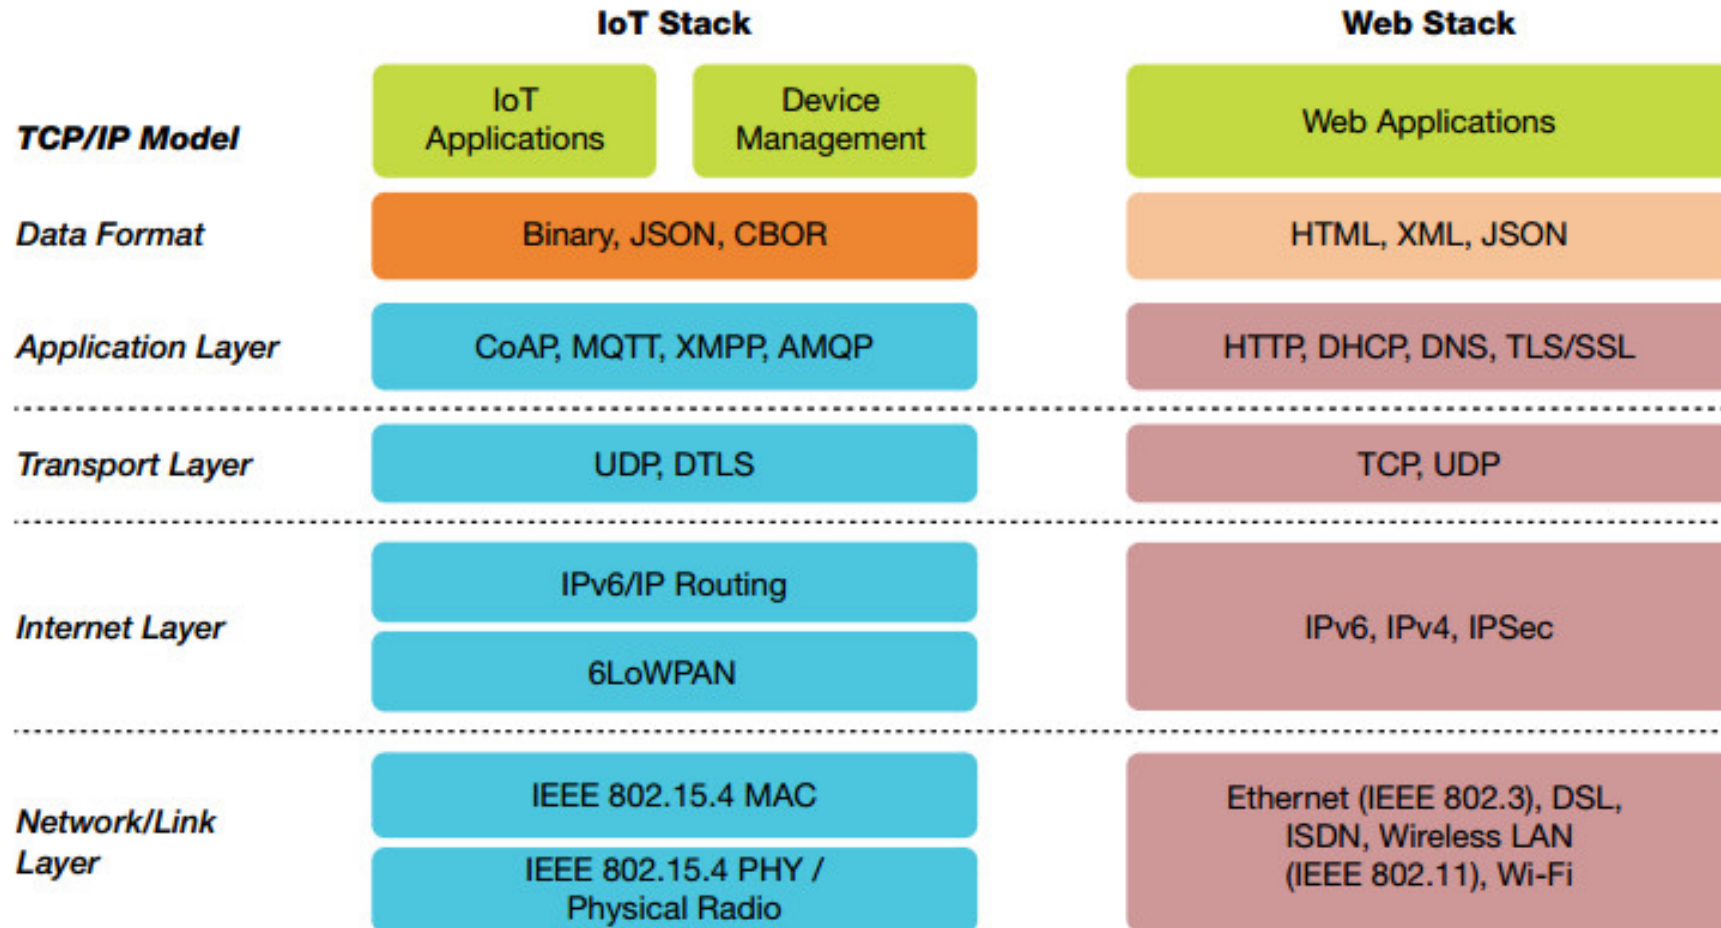 IoT Stack
Web Stack
TCP/IP Model
IoT
Applications
Device
Management
Web Applications
Data Format
Binary, JSON, CBOR
HTML, XML, JSON
Application Layer
CoAP, MQTT, XMPP, AMQP
HTTP, DHCP, DNS, TLS/SSL
Transport Layer
UDP, DTLS
TCP, UDP
Internet Layer
IPv6/IP Routing
6LoWPAN
IPv6, IPv4, IPSec
Network/Link
Layer
IEEE 802.15.4 MAC
IEEE 802.15.4 PHY /
Physical Radio
Ethernet (IEEE 802.3), DSL,
ISDN, Wireless LAN
(IEEE 802.11), Wi-Fi